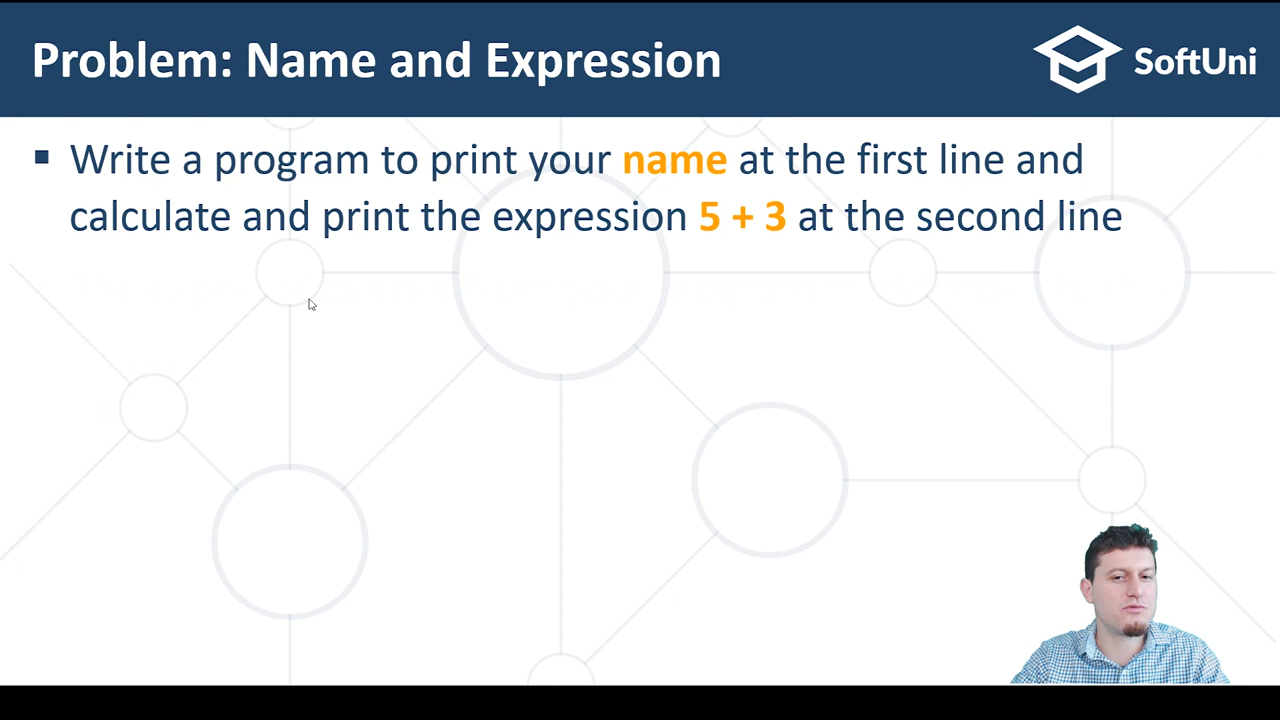 Problem: Name and Expression
SoftUni
Write a program to print your name at the first line and
calculate and print the expression 5 + 3 at the second line